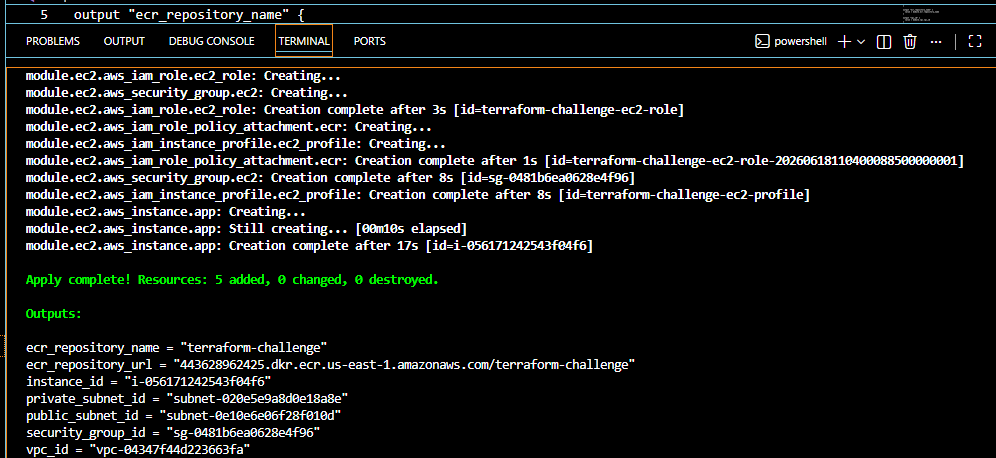 5 output "ecr_repository_name" {
PROBLEMS OUTPUT DEBUG CONSOLE TERMINAL PORTS powershell
module.ec2.aws_iam_role.ec2_role: Creating...
module.ec2.aws_security_group.ec2: Creating...
module.ec2.aws_iam_role.ec2_role: Creation complete after 3s [id=terraform-challenge-ec2-role]
module.ec2.aws_iam_role_policy_attachment.ecr: Creating...
module.ec2.aws_iam_instance_profile.ec2_profile: Creating...
module.ec2.aws_iam_role_policy_attachment.ecr: Creation complete after 1s [id=terraform-challenge-ec2-role-20260618110400088500000001]
module.ec2.aws_security_group.ec2: Creation complete after 8s [id=sg-0481b6ea0628e4f96]
module.ec2.aws_iam_instance_profile.ec2_profile: Creation complete after 8s [id=terraform-challenge-ec2-profile]
module.ec2.aws_instance.app: Creating...
module.ec2.aws_instance.app: Still creating... [00m10s elapsed]
module.ec2.aws_instance.app: Creation complete after 17s [id=i-056171242543f04f6]
Apply complete! Resources: 5 added, 0 changed, 0 destroyed.
Outputs:
ecr_repository_name = "terraform-challenge"
ecr_repository_url = "443628962425.dkr.ecr.us-east-1.amazonaws.com/terraform-challenge"
instance_id = "i-056171242543f04f6"
private_subnet_id = "subnet-020e5e9a8d0e18a8e"
public_subnet_id = "subnet-0e10e6e06f28f010d"
security_group_id = "sg-0481b6ea0628e4f96"
vpc_id = "vpc-04347f44d223663fa"